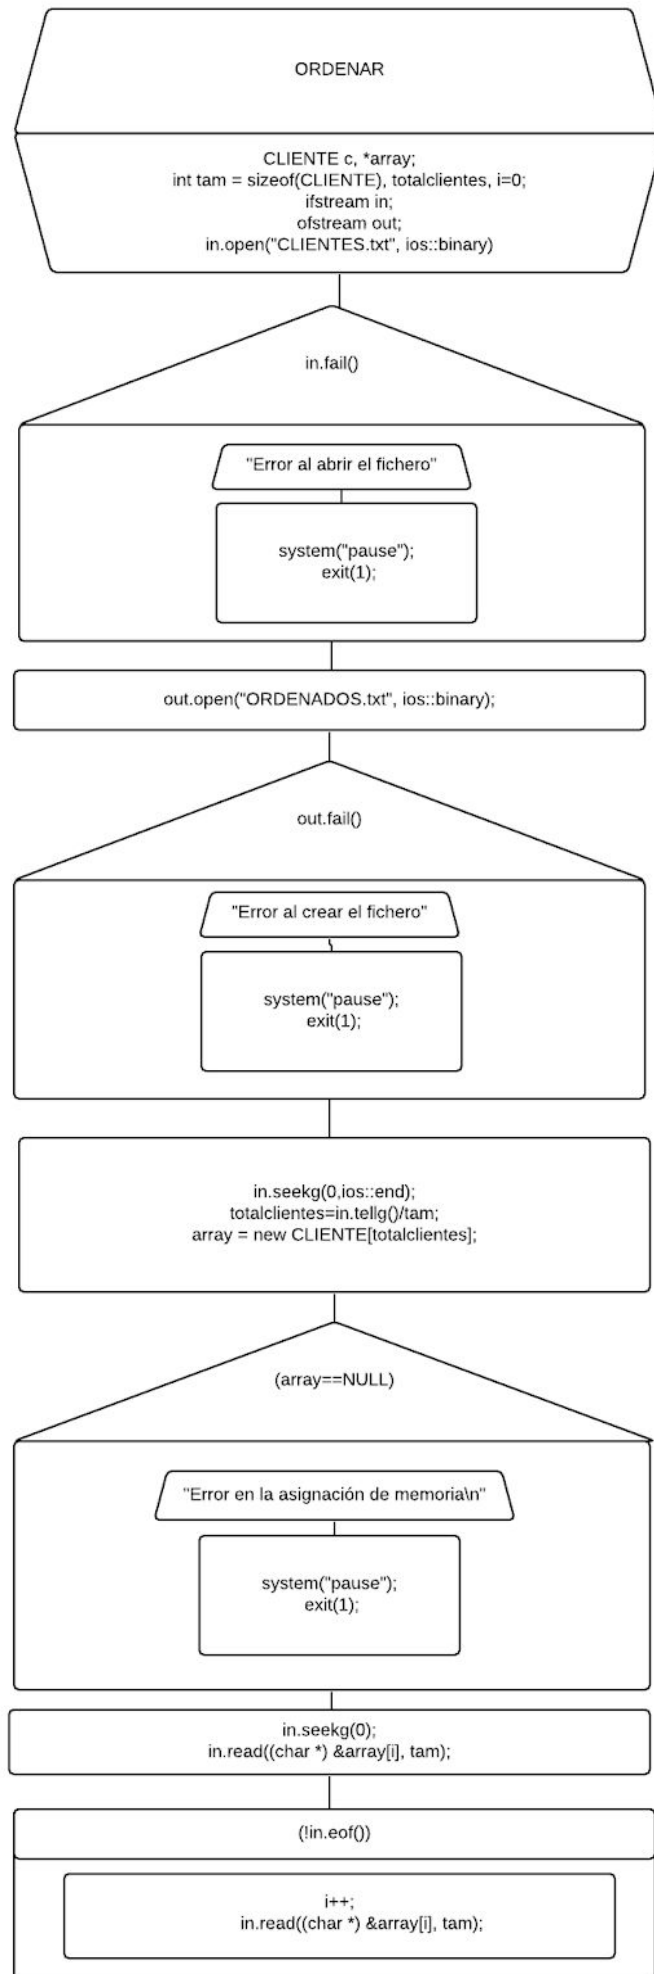 ORDENAR
CLIENTE c, *array;
int tam = sizeof(CLIENTE), totalclientes, i=0;
ifstream in;
ofstream out;
in.open("CLIENTES.txt", ios::binary)
in.fail()
"Error al abrir el fichero"
system("pause");
exit(1);
out.open("ORDENADOS.txt", ios::binary);
out.fail()
"Error al crear el fichero"
system("pause");
exit(1);
in.seekg(0,ios::end);
totalclientes=in.tellg()/tam;
array = new CLIENTE[totalclientes];
(array==NULL)
"Error en la asignación de memoria\n"
system("pause");
exit(1);
in.seekg(0);
in.read((char *) &array[i], tam);
(!in.eof())
i++;
in.read((char *) &array[i], tam);